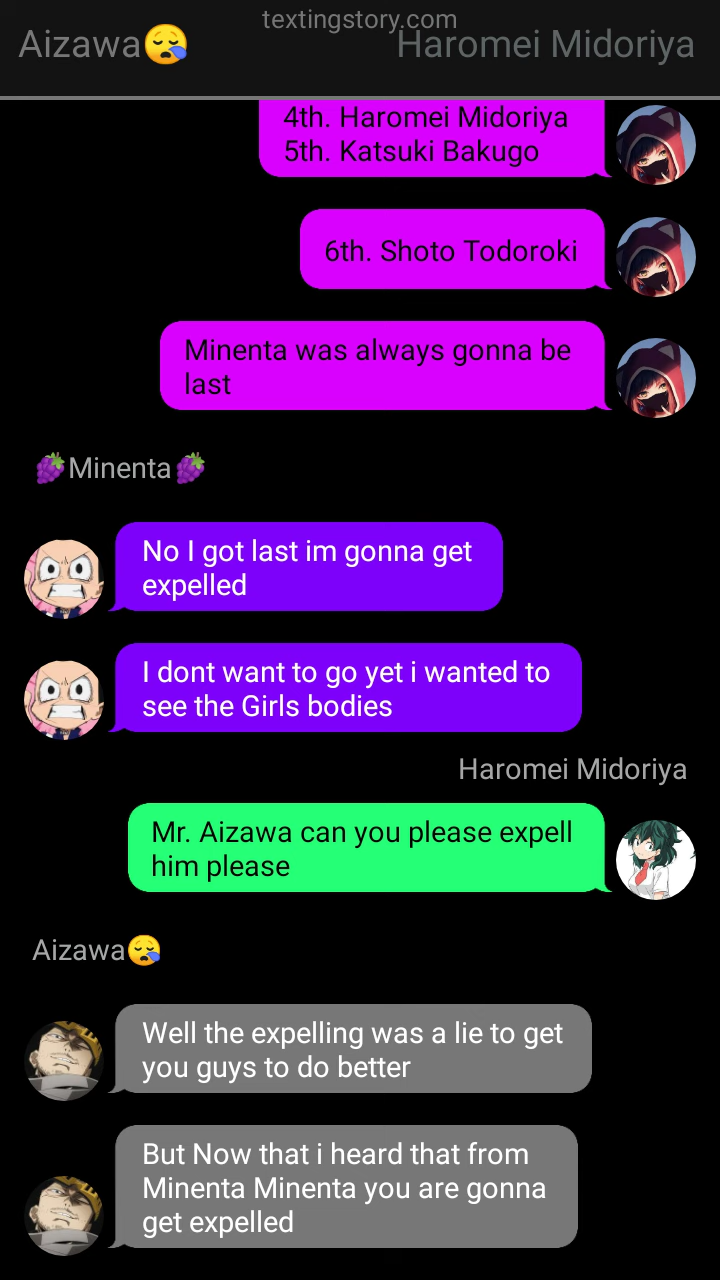 textingstory.com
Aizawa😪 Haromei Midoriya
4th. Haromei Midoriya
5th. Katsuki Bakugo
6th. Shoto Todoroki
Minenta was always gonna be
last
🍇Minenta🍇
No I got last im gonna get
expelled
I dont want to go yet i wanted to
see the Girls bodies
Haromei Midoriya
Mr. Aizawa can you please expell
him please
Aizawa😪
Well the expelling was a lie to get
you guys to do better
But Now that i heard that from
Minenta Minenta you are gonna
get expelled